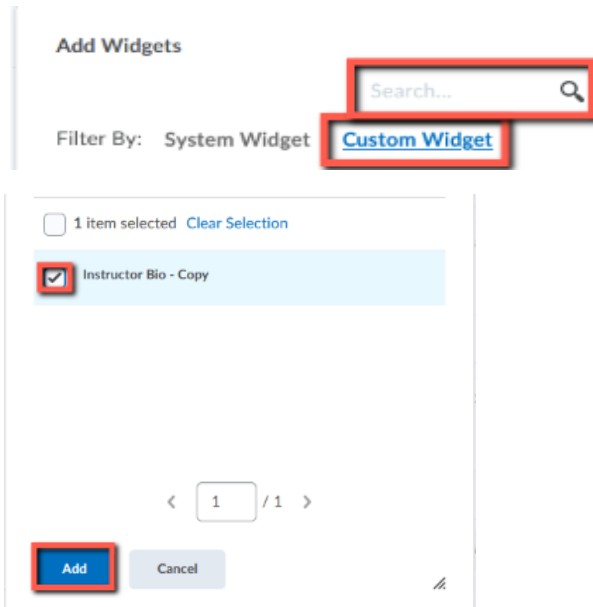 Add Widgets
Search...
Filter By: System Widget Custom Widget
1 item selected Clear Selection
Instructor Bio - Copy
1 / 1
Add Cancel